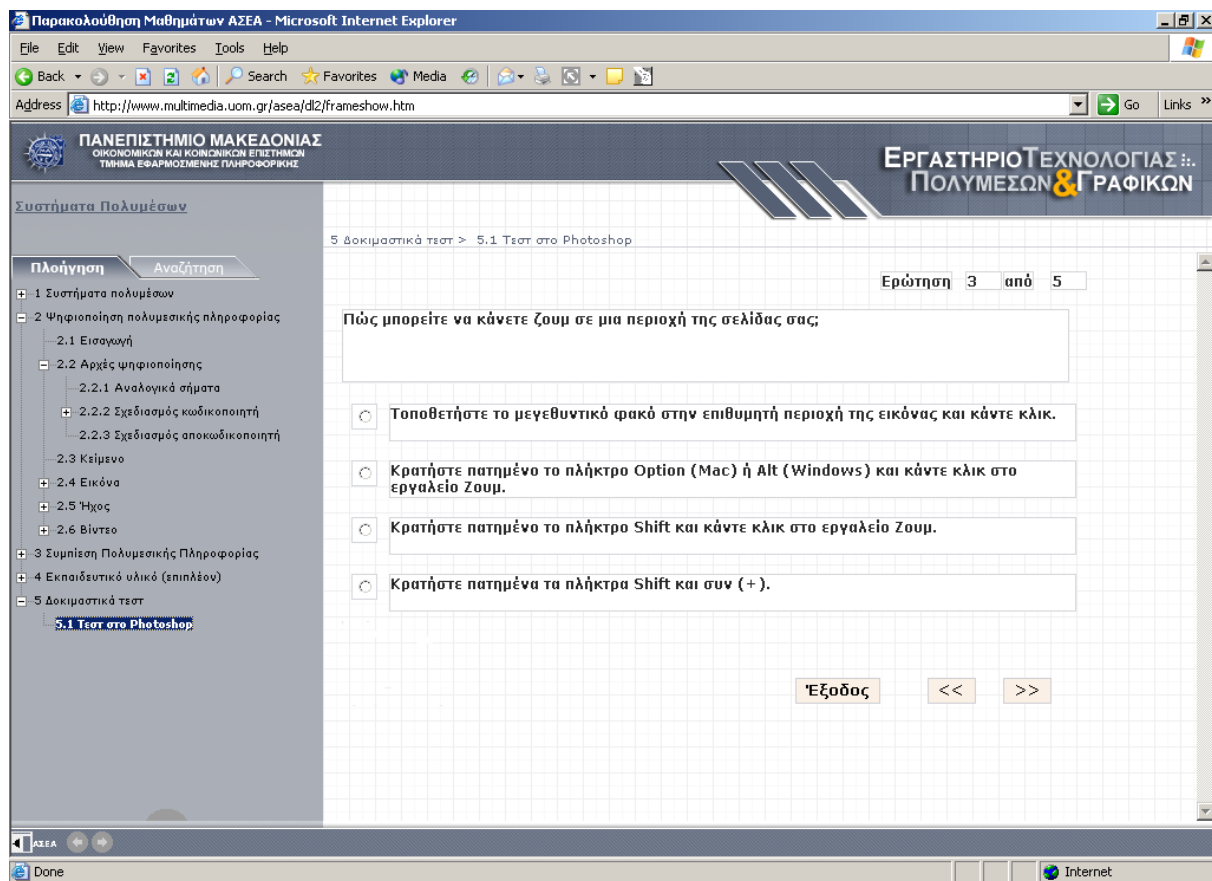 Παρακολούθηση Μαθημάτων ΑΣΕΑ - Microsoft Internet Explorer
File Edit View Favorites Tools Help
Back Search Favorites Media
Address http://www.multimedia.uom.gr/asea/dl2/frameshow.htm Go Links »
ΠΑΝΕΠΙΣΤΗΜΙΟ ΜΑΚΕΔΟΝΙΑΣ
ΟΙΚΟΝΟΜΙΚΩΝ ΚΑΙ ΚΟΙΝΩΝΙΚΩΝ ΕΠΙΣΤΗΜΩΝ
ΤΜΗΜΑ ΕΦΑΡΜΟΣΜΕΝΗΣ ΠΛΗΡΟΦΟΡΙΚΗΣ
ΕΡΓΑΣΤΗΡΙΟ ΤΕΧΝΟΛΟΓΙΑΣ
ΠΟΛΥΜΕΣΩΝ & ΓΡΑΦΙΚΩΝ
Συστήματα Πολυμέσων
5 Δοκιμαστικά τεστ > 5.1 Τεστ στο Photoshop
Πλοήγηση Αναζήτηση
1 Συστήματα πολυμέσων
2 Ψηφιοποίηση πολυμεσικής πληροφορίας
2.1 Εισαγωγή
2.2 Αρχές ψηφιοποίησης
2.2.1 Αναλογικά σήματα
2.2.2 Σχεδιασμός κωδικοποιητή
2.2.3 Σχεδιασμός αποκωδικοποιητή
2.3 Κείμενο
2.4 Εικόνα
2.5 Ήχος
2.6 Βίντεο
3 Συμπίεση Πολυμεσικής Πληροφορίας
4 Εκπαιδευτικό υλικό (επιπλέον)
5 Δοκιμαστικά τεστ
5.1 Τεστ στο Photoshop
Ερώτηση 3 από 5
Πώς μπορείτε να κάνετε ζουμ σε μια περιοχή της σελίδας σας;
Τοποθετήστε το μεγεθυντικό φακό στην επιθυμητή περιοχή της εικόνας και κάντε κλικ.
Κρατήστε πατημένο το πλήκτρο Option (Mac) ή Alt (Windows) και κάντε κλικ στο
εργαλείο Ζουμ.
Κρατήστε πατημένο το πλήκτρο Shift και κάντε κλικ στο εργαλείο Ζουμ.
Κρατήστε πατημένα τα πλήκτρα Shift και συν (+).
Έξοδος << >>
ΑΣΕΑ
Done Internet